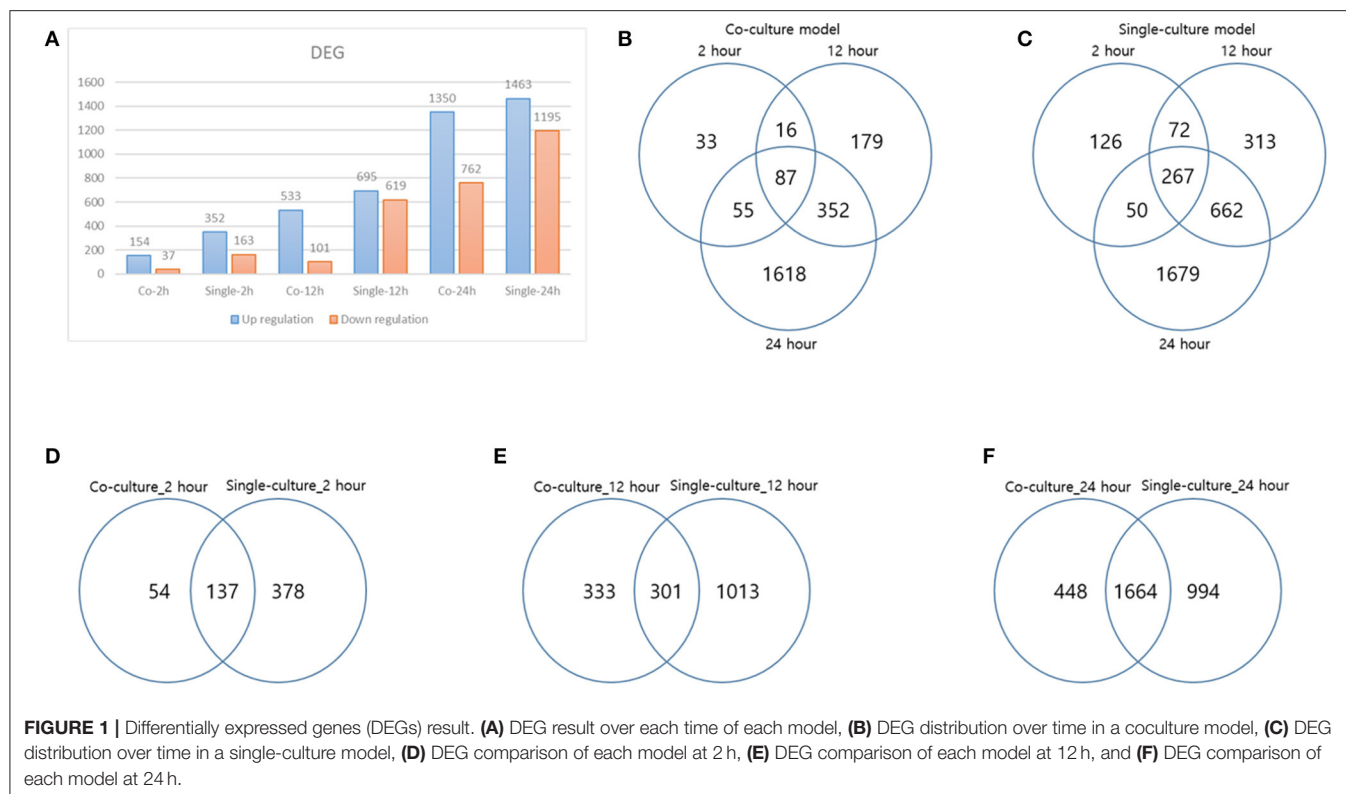 A
DEG
1600
1400
1200
1000
800
600
400
200
0
154
37
352
163
533
101
695
619
1350
762
1463
1195
Co-2h Single-2h Co-12h Single-12h Co-24h Single-24h
Up regulation Down regulation
B
Co-culture model
2 hour 12 hour
33 16 179
87
55 352
1618
24 hour
C
Single-culture model
2 hour 12 hour
126 72 313
267
50 662
1679
24 hour
D
Co-culture_2 hour Single-culture_2 hour
54 137 378
E
Co-culture_12 hour Single-culture_12 hour
333 301 1013
F
Co-culture_24 hour Single-culture_24 hour
448 1664 994
FIGURE 1 | Differentially expressed genes (DEGs) result. (A) DEG result over each time of each model, (B) DEG distribution over time in a coculture model, (C) DEG
distribution over time in a single-culture model, (D) DEG comparison of each model at 2 h, (E) DEG comparison of each model at 12 h, and (F) DEG comparison of
each model at 24 h.